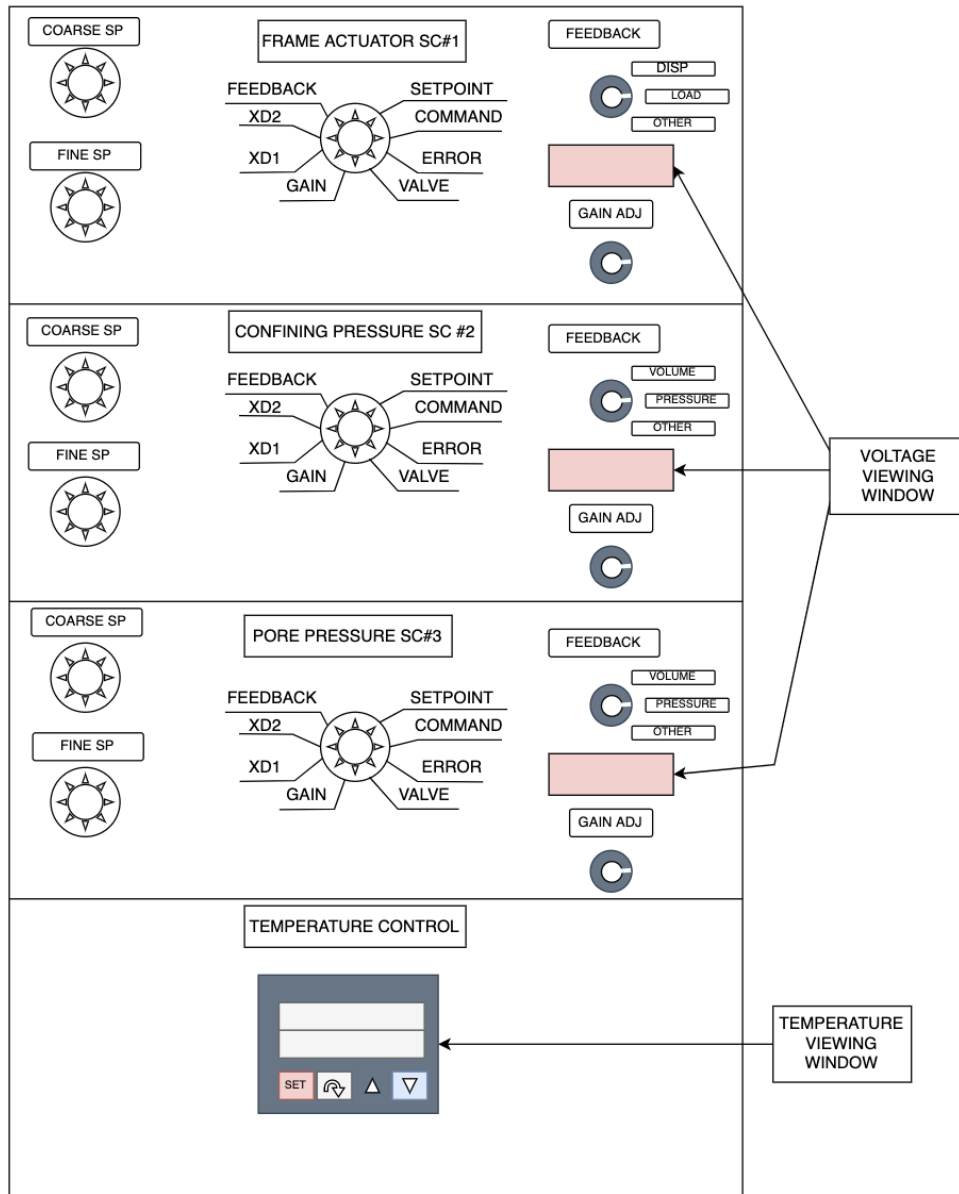 COARSE SP
FRAME ACTUATOR SC#1
FEEDBACK
DISP
LOAD
OTHER
FEEDBACK
SETPOINT
XD2
COMMAND
XD1
ERROR
GAIN
VALVE
FINE SP
GAIN ADJ
COARSE SP
CONFINING PRESSURE SC #2
FEEDBACK
VOLUME
PRESSURE
OTHER
FEEDBACK
SETPOINT
XD2
COMMAND
XD1
ERROR
GAIN
VALVE
FINE SP
GAIN ADJ
VOLTAGE
VIEWING
WINDOW
COARSE SP
PORE PRESSURE SC#3
FEEDBACK
VOLUME
PRESSURE
OTHER
FEEDBACK
SETPOINT
XD2
COMMAND
XD1
ERROR
GAIN
VALVE
FINE SP
GAIN ADJ
TEMPERATURE CONTROL
SET
TEMPERATURE
VIEWING
WINDOW